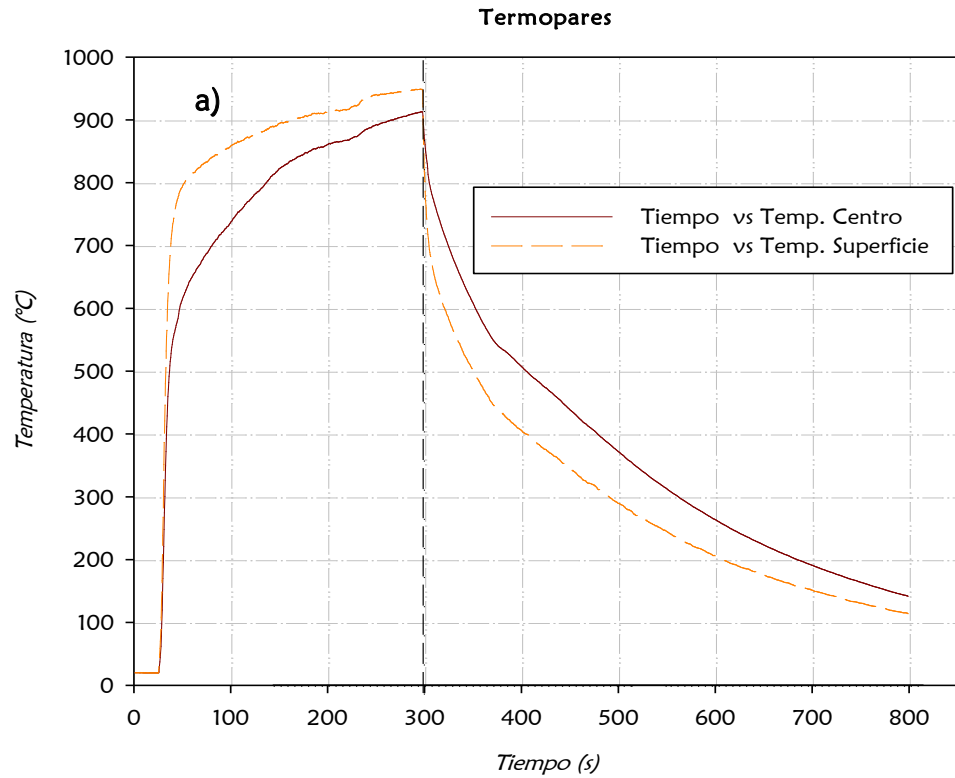 Termopares
a)
1000
900
800
700
600
500
400
300
200
100
0
Temperatura (°C)
Tiempo vs Temp. Centro
Tiempo vs Temp. Superficie
0 100 200 300 400 500 600 700 800
Tiempo (s)